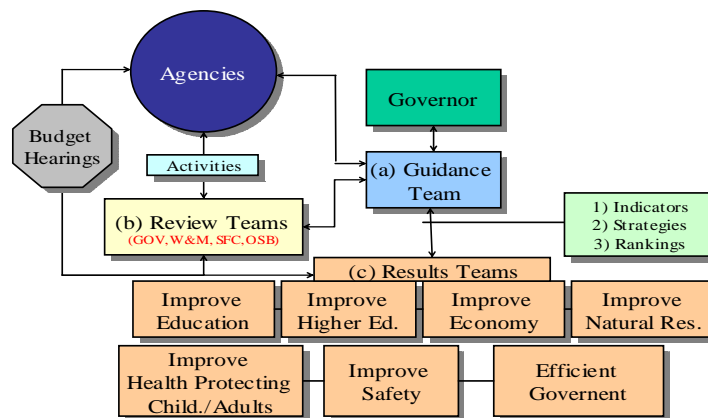 Agencies
Governor
Budget
Hearings
Activities
(a) Guidance
Team
(b) Review Teams
(GOV, W&M, SFC, OSB)
1) Indicators
2) Strategies
3) Rankings
(c) Results Teams
Improve
Education
Improve
Higher Ed.
Improve
Economy
Improve
Natural Res.
Improve
Health Protecting
Child./Adults
Improve
Safety
Efficient
Governent